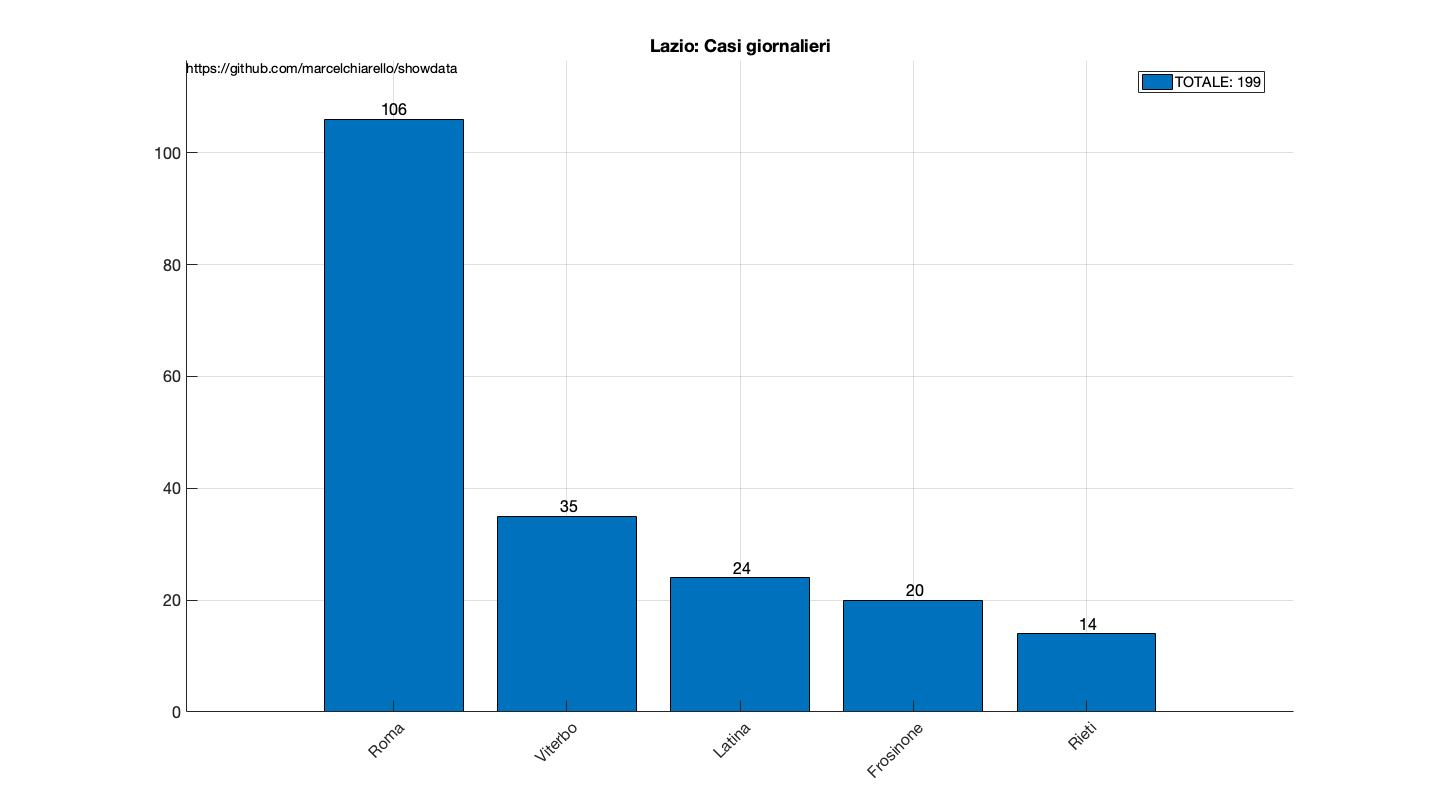 Lazio: Casi giornalieri
https://github.com/marcelchiarello/showdata
TOTALE: 199
106
35
24
20
14
100
80
60
40
20
0
Roma
Viterbo
Latina
Frosinone
Rieti